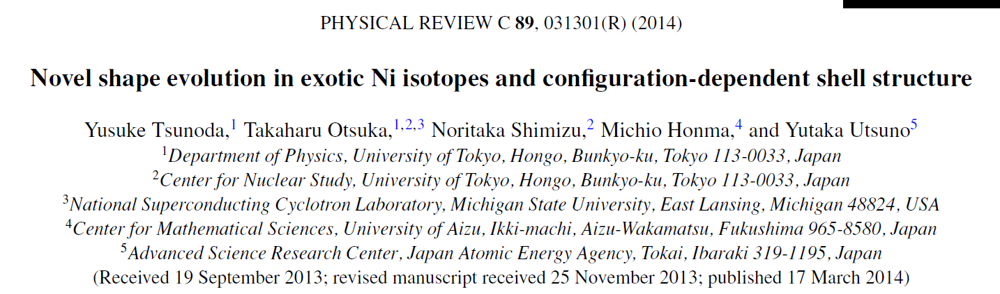 PHYSICAL REVIEW C 89, 031301(R) (2014)
Novel shape evolution in exotic Ni isotopes and configuration-dependent shell structure
Yusuke Tsunoda,1 Takaharu Otsuka,1,2,3 Noritaka Shimizu,2 Michio Honma,4 and Yutaka Utsuno5
1Department of Physics, University of Tokyo, Hongo, Bunkyo-ku, Tokyo 113-0033, Japan
2Center for Nuclear Study, University of Tokyo, Hongo, Bunkyo-ku, Tokyo 113-0033, Japan
3National Superconducting Cyclotron Laboratory, Michigan State University, East Lansing, Michigan 48824, USA
4Center for Mathematical Sciences, University of Aizu, Ikki-machi, Aizu-Wakamatsu, Fukushima 965-8580, Japan
5Advanced Science Research Center, Japan Atomic Energy Agency, Tokai, Ibaraki 319-1195, Japan
(Received 19 September 2013; revised manuscript received 25 November 2013; published 17 March 2014)